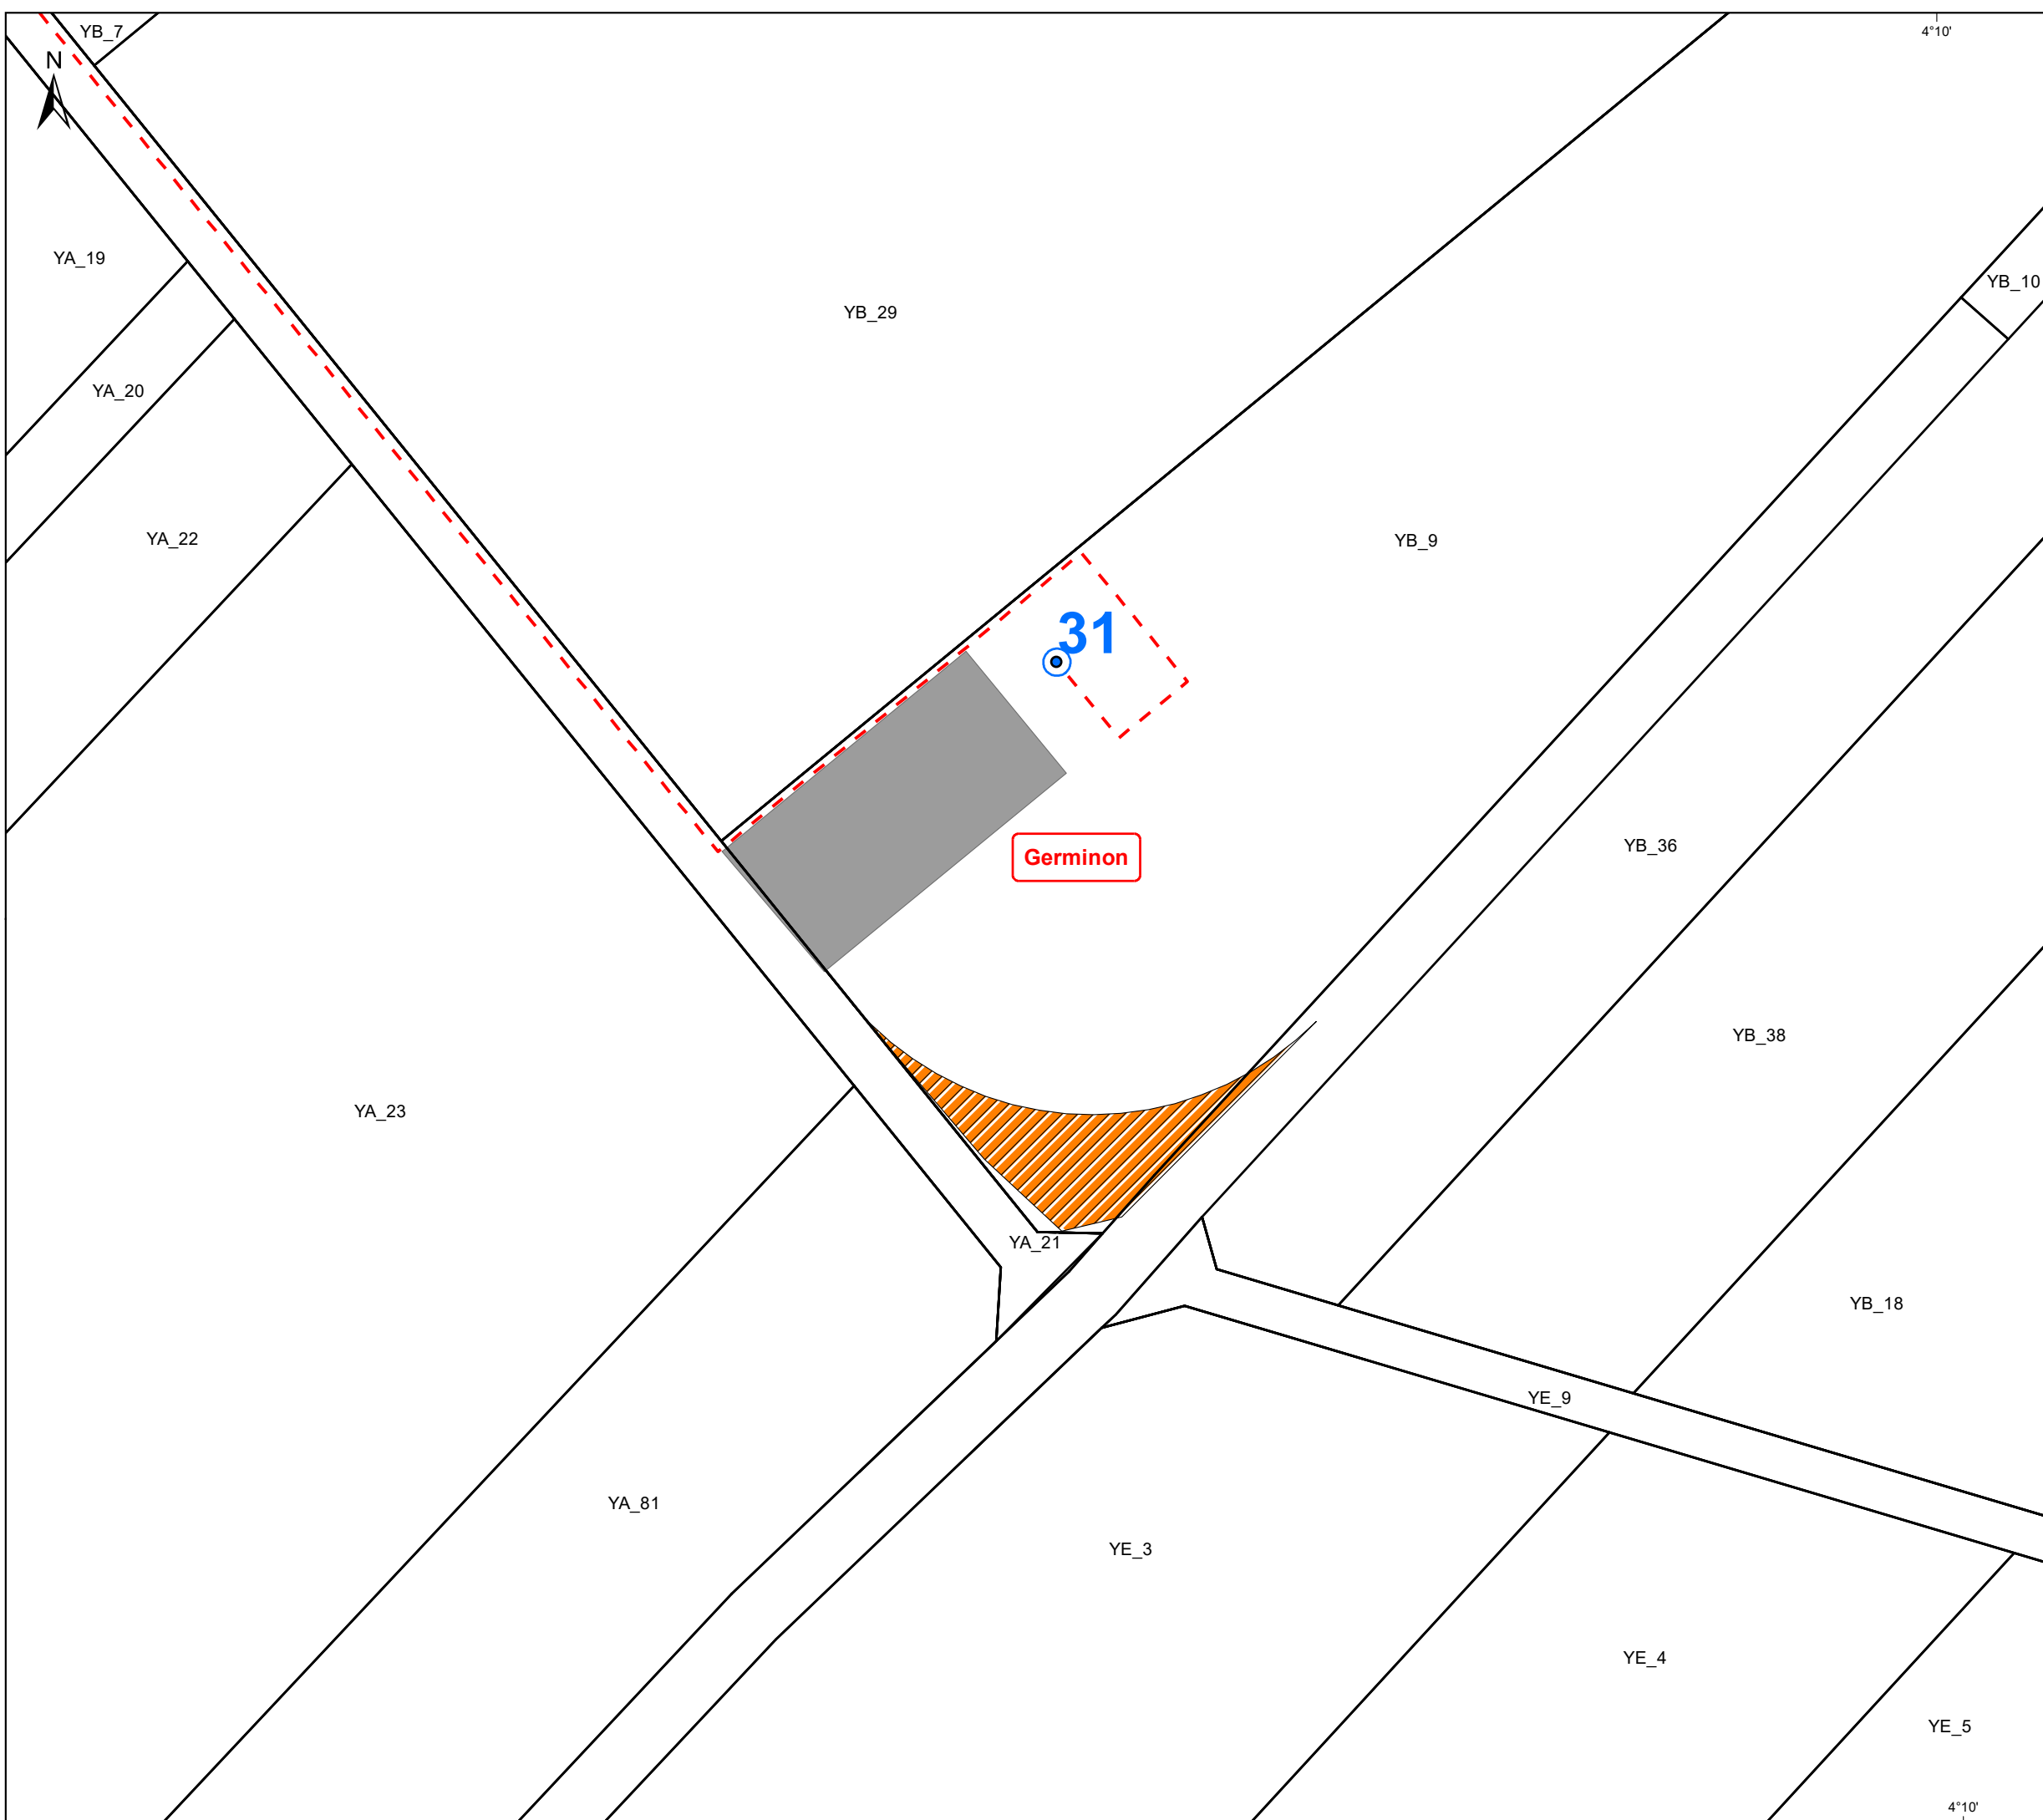 YB_7
4°10'
N
YA_19
YB_10
YB_29
YA_20
YA_22
YB_9
31
YB_36
Germinon
YB_38
YA_23
YA_21
YB_18
YE_9
YA_81
YE_3
YE_4
YE_5
4°10'